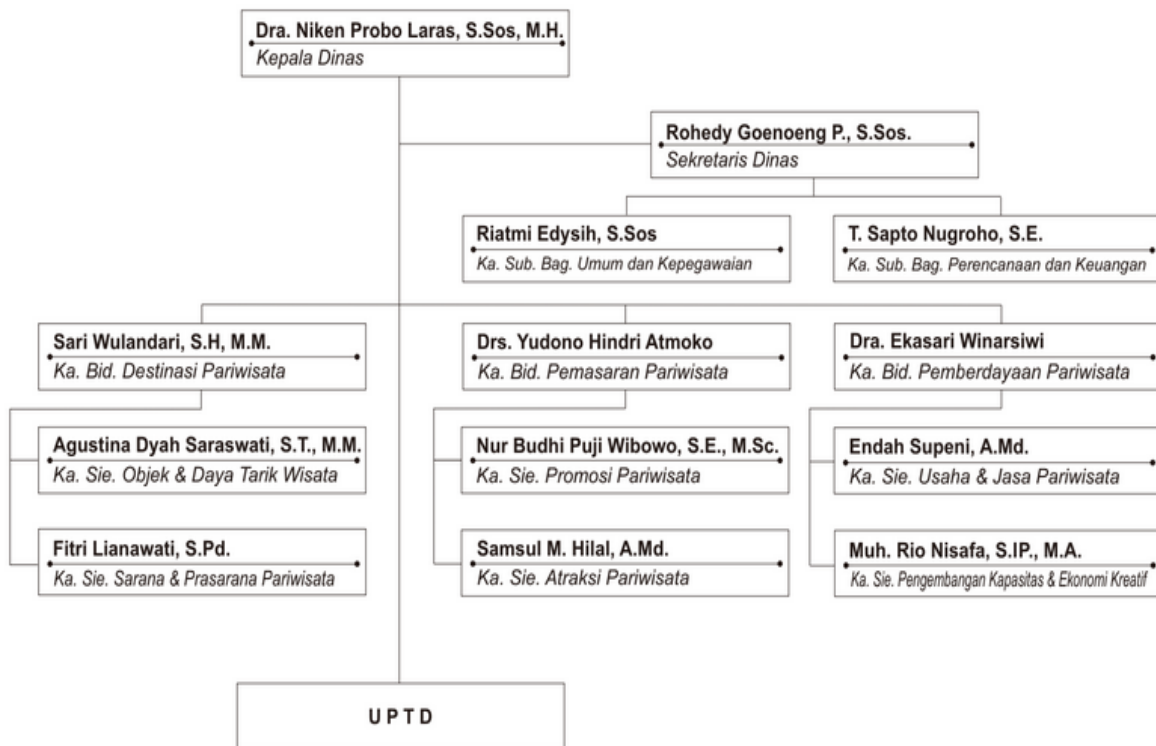 Dra. Niken Probo Laras, S.Sos, M.H.
Kepala Dinas
Rohedy Goenoeng P., S.Sos.
Sekretaris Dinas
Riatmi Edysih, S.Sos
Ka. Sub. Bag. Umum dan Kepegawaian
T. Sapto Nugroho, S.E.
Ka. Sub. Bag. Perencanaan dan Keuangan
Sari Wulandari, S.H, M.M.
Ka. Bid. Destinasi Pariwisata
Drs. Yudono Hindri Atmoko
Ka. Bid. Pemasaran Pariwisata
Dra. Ekasari Winarsiwi
Ka. Bid. Pemberdayaan Pariwisata
Agustina Dyah Saraswati, S.T., M.M.
Ka. Sie. Objek & Daya Tarik Wisata
Nur Budhi Puji Wibowo, S.E., M.Sc.
Ka. Sie. Promosi Pariwisata
Endah Supeni, A.Md.
Ka. Sie. Usaha & Jasa Pariwisata
Fitri Lianawati, S.Pd.
Ka. Sie. Sarana & Prasarana Pariwisata
Samsul M. Hilal, A.Md.
Ka. Sie. Atraksi Pariwisata
Muh. Rio Nisafa, S.IP., M.A.
Ka. Sie. Pengembangan Kapasitas & Ekonomi Kreatif
U P T D